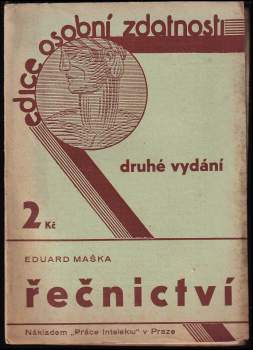 edice osobní zdatnosti
druhé vydání
2 Kč
EDUARD MAŠKA
řečnictví
Nákladem „Práce Intelektu“ v Praze